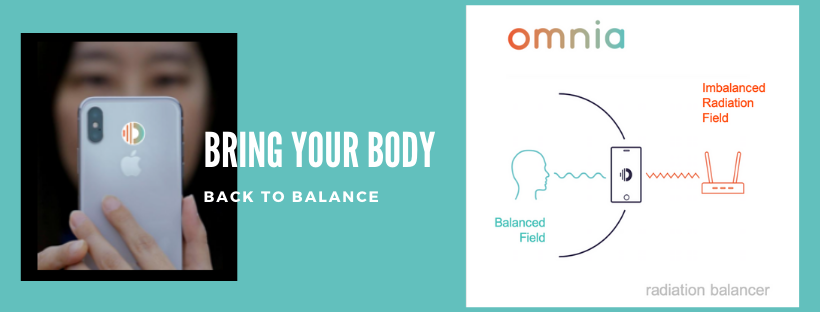 BRING YOUR BODY
BACK TO BALANCE
omnia
Imbalanced
Radiation
Field
Balanced
Field
radiation balancer